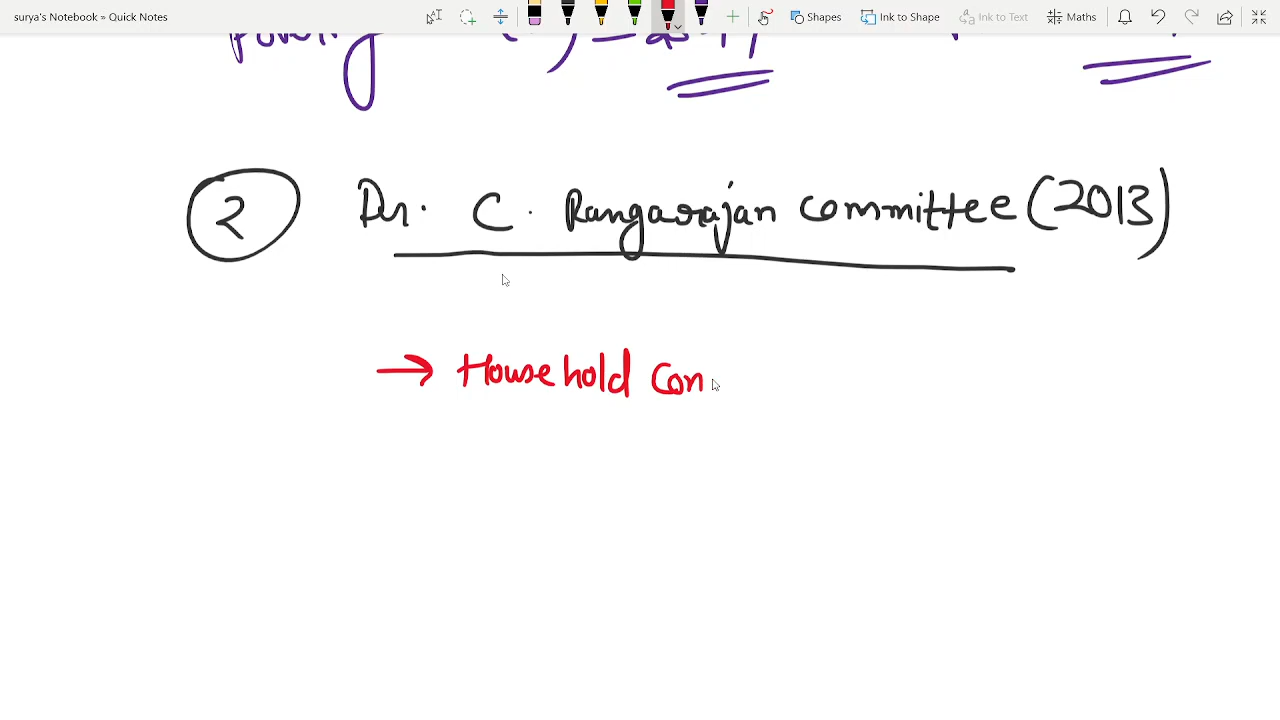 surya's Notebook » Quick Notes
Shapes Ink to Shape Ink to Text Maths
2 Dr. C. Rangarajan committee (2013)
→ Household Con